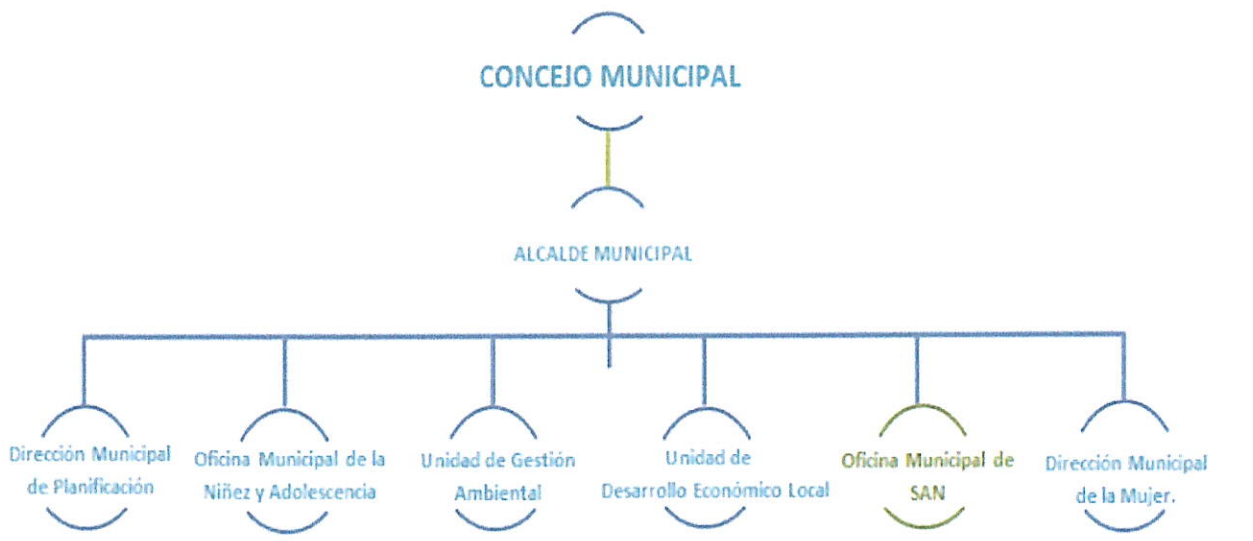 CONCEJO MUNICIPAL
ALCALDE MUNICIPAL
Dirección Municipal
de Planificación
Oficina Municipal de la
Niñez y Adolescencia
Unidad de Gestión
Ambiental
Unidad de
Desarrollo Económico Local
Oficina Municipal de
SAN
Dirección Municipal
de la Mujer.